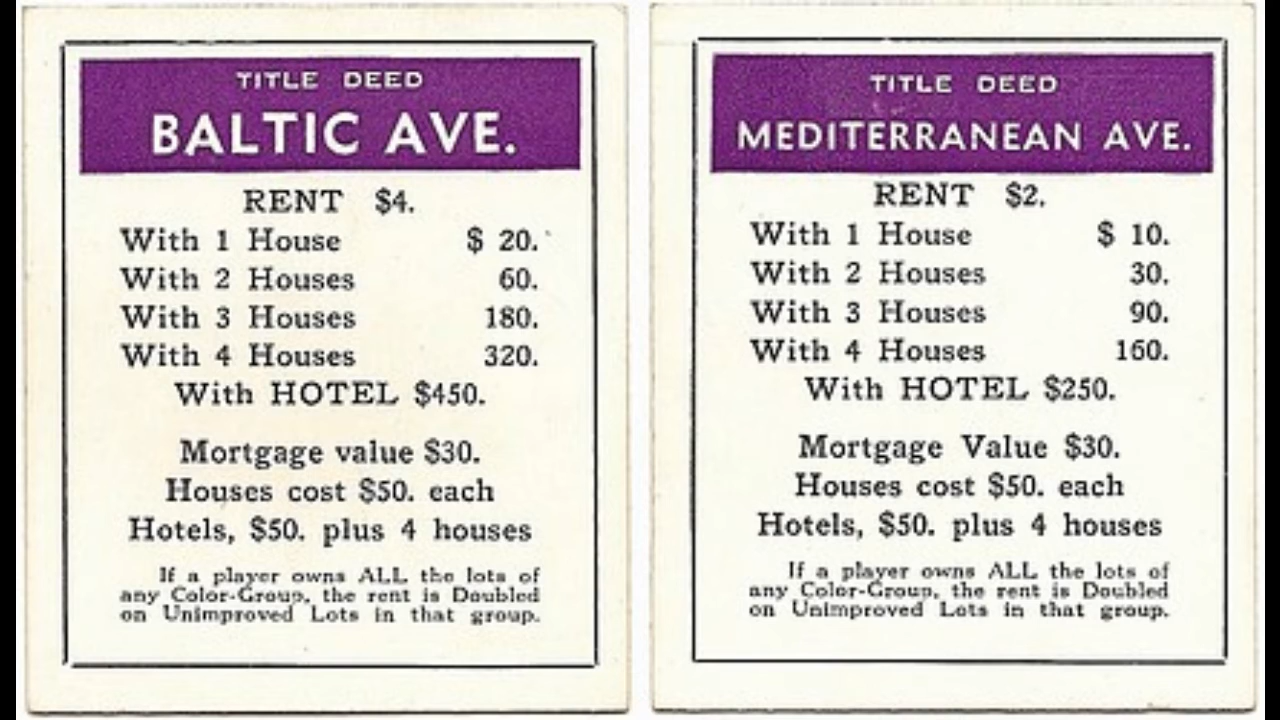 TITLE DEED
BALTIC AVE.
RENT $4.
With 1 House $ 20.
With 2 Houses 60.
With 3 Houses 180.
With 4 Houses 320.
With HOTEL $450.
Mortgage value $30.
Houses cost $50. each
Hotels, $50. plus 4 houses
If a player owns ALL the lots of
any Color-Group, the rent is Doubled
on Unimproved Lots in that group.
TITLE DEED
MEDITERRANEAN AVE.
RENT $2.
With 1 House $ 10.
With 2 Houses 30.
With 3 Houses 90.
With 4 Houses 160.
With HOTEL $250.
Mortgage Value $30.
Houses cost $50. each
Hotels, $50. plus 4 houses
If a player owns ALL the lots of
any Color-Group, the rent is Doubled
on Unimproved Lots in that group.